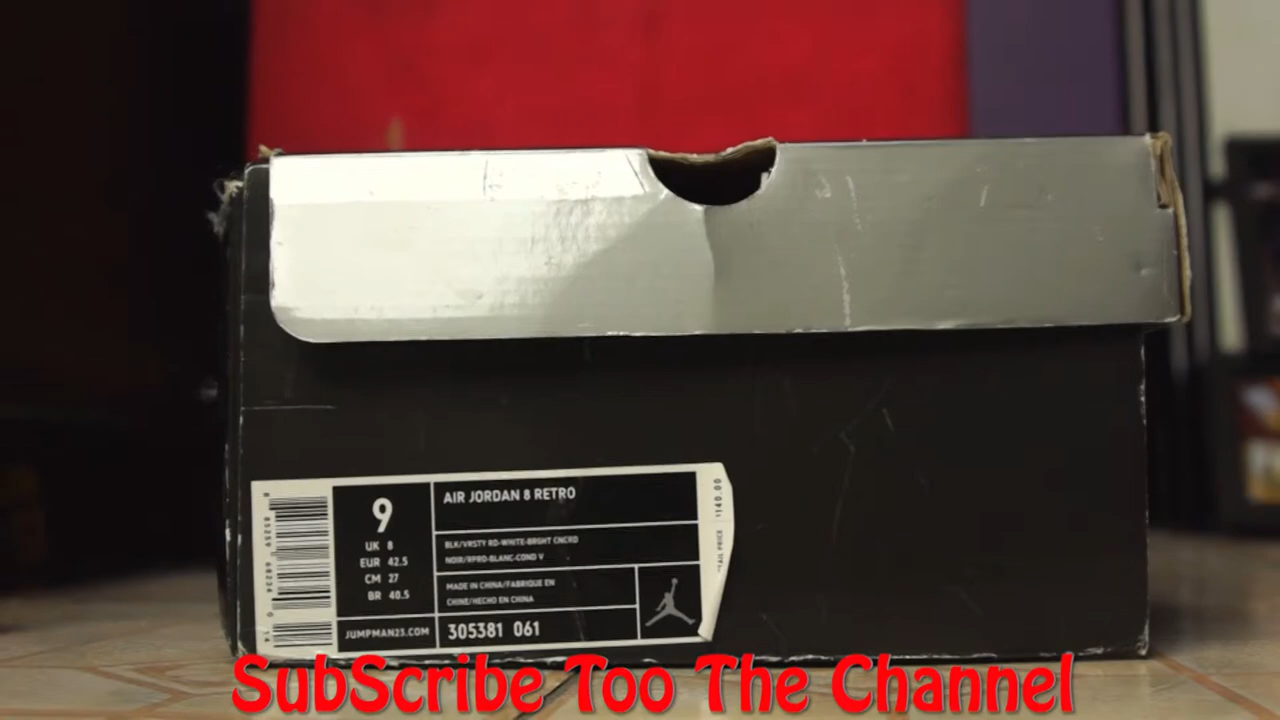 9
UK 8
EUR 42.5
CM 27
BR 40.5
JUMPMAN23.COM
AIR JORDAN 8 RETRO
BLK/VRSTY RD-WHITE-BRGHT CNCRD
NOIR/RPRD-BLANC-COND V
MADE IN CHINA/FABRIQUE EN
CHINE/HECHO EN CHINA
305381 061
PRICE $140.00
SubScribe Too The Channel